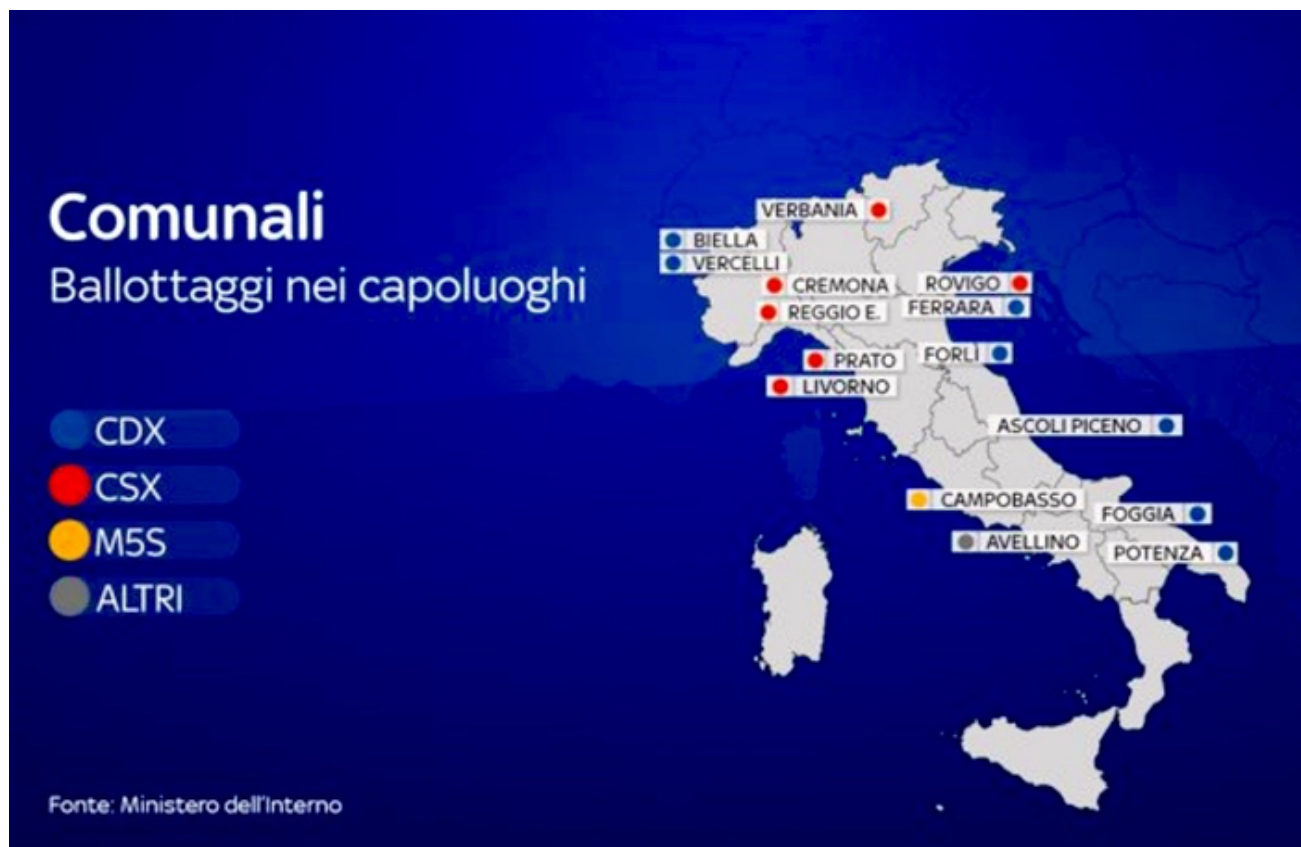 Comunali
Ballottaggi nei capoluoghi
CDX
CSX
M5S
ALTRI
VERBANIA
BIELLA
VERCELLI
CREMONA
ROVIGO
REGGIO E.
FERRARA
PRATO
FORLÌ
LIVORNO
ASCOLI PICENO
CAMPOBASSO
FOGGIA
AVELLINO
POTENZA
Fonte: Ministero dell'Interno